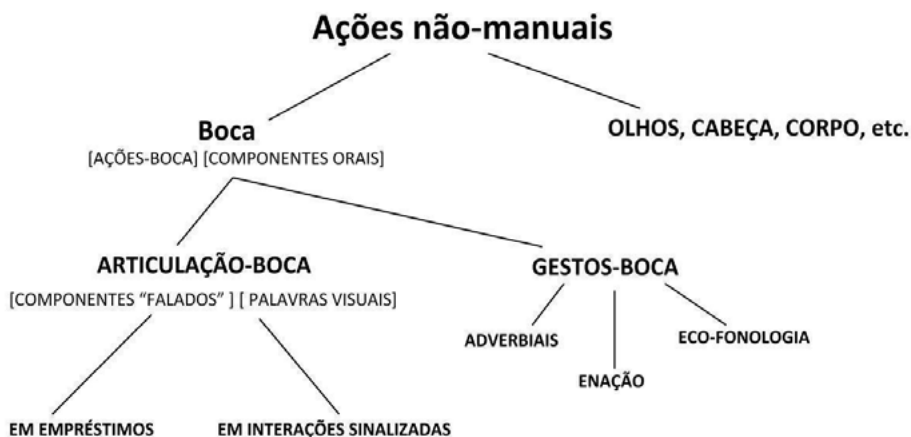 Ações não-manuais
Boca
[AÇÕES-BOCA] [COMPONENTES ORAIS]
OLHOS, CABEÇA, CORPO, etc.
ARTICULAÇÃO-BOCA
[COMPONENTES “FALADOS” ] [ PALAVRAS VISUAIS]
GESTOS-BOCA
ADVERBIAIS
ENAÇÃO
ECO-FONOLOGIA
EM EMPRÉSTIMOS
EM INTERAÇÕES SINALIZADAS